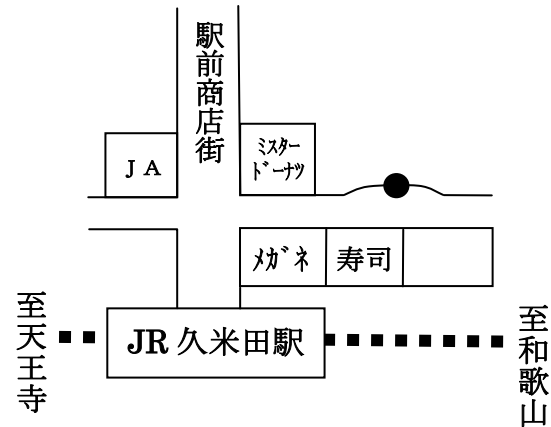 駅前商店街
ＪＡ
ﾐｽﾀｰ
ﾄﾞｰﾅﾂ
ﾒｶﾞﾈ
寿司
至天王寺
JR久米田駅
至和歌山